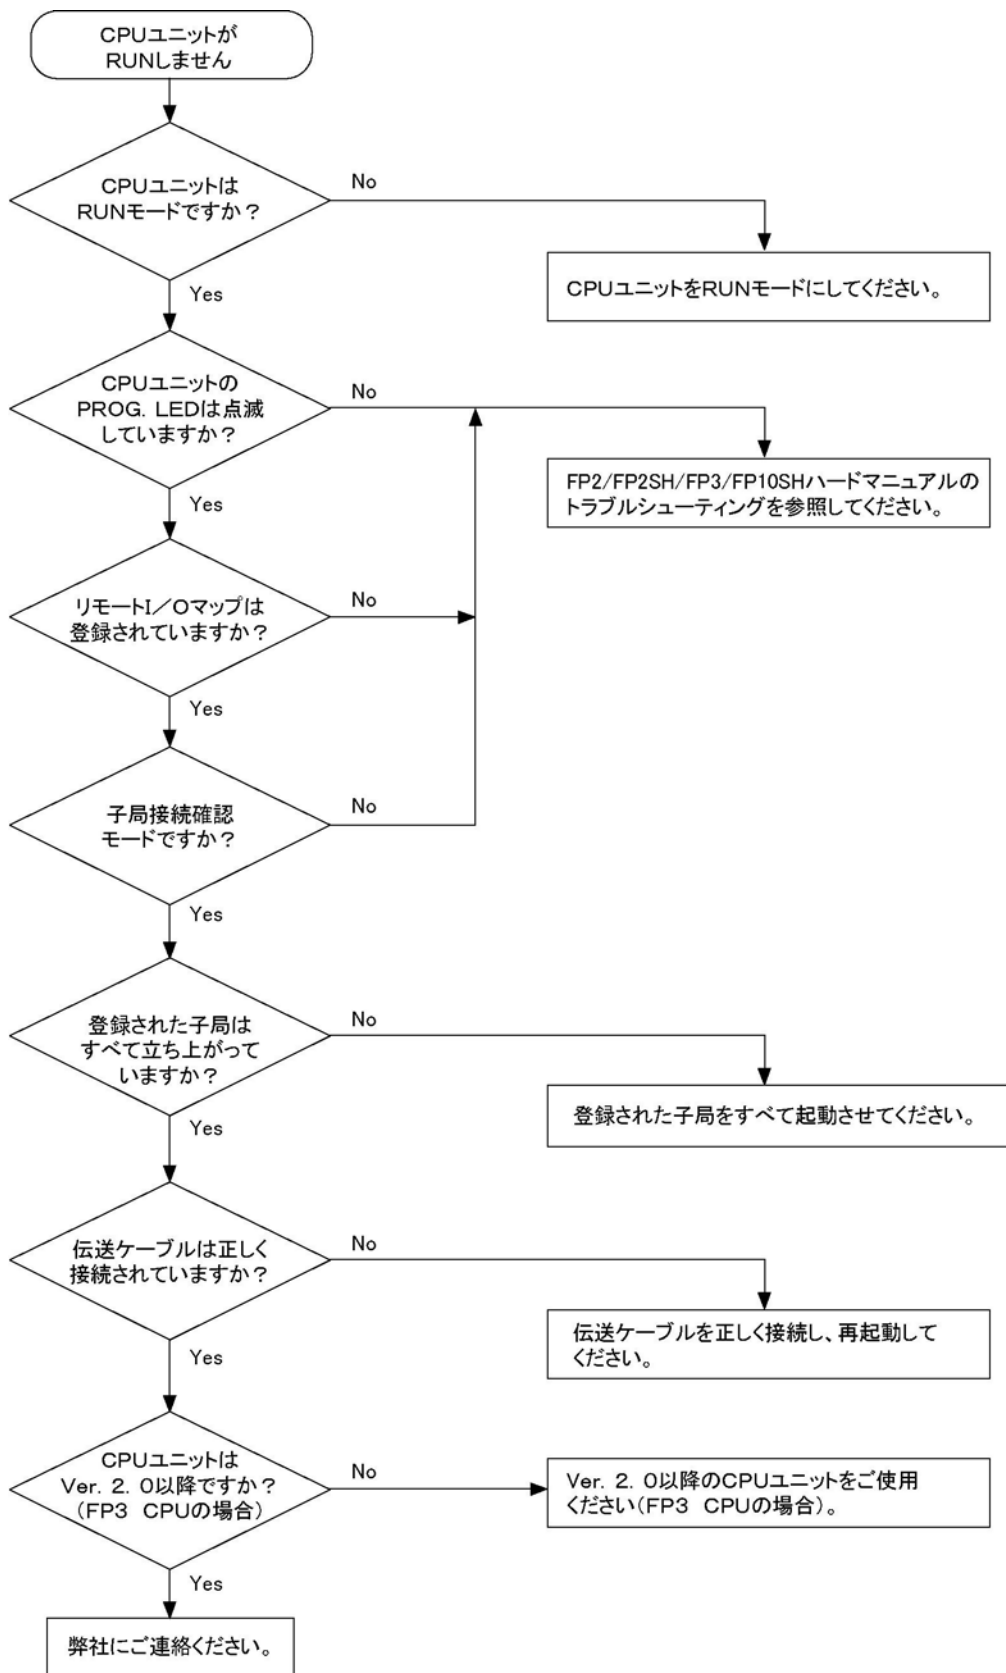 CPUユニットが
RUNしません
CPUユニットは
RUNモードですか？
No
CPUユニットをRUNモードにしてください。
Yes
CPUユニットの
PROG. LEDは点滅
していますか？
No
FP2/FP2SH/FP3/FP10SHハードマニュアルの
トラブルシューティングを参照してください。
Yes
リモートI／Oマップは
登録されていますか？
No
Yes
子局接続確認
モードですか？
No
Yes
登録された子局は
すべて立ち上がって
いますか？
No
登録された子局をすべて起動させてください。
Yes
伝送ケーブルは正しく
接続されていますか？
No
伝送ケーブルを正しく接続し、再起動して
ください。
Yes
CPUユニットは
Ver. 2. 0以降ですか？
（FP3 CPUの場合）
No
Ver. 2. 0以降のCPUユニットをご使用
ください（FP3 CPUの場合）。
Yes
弊社にご連絡ください。